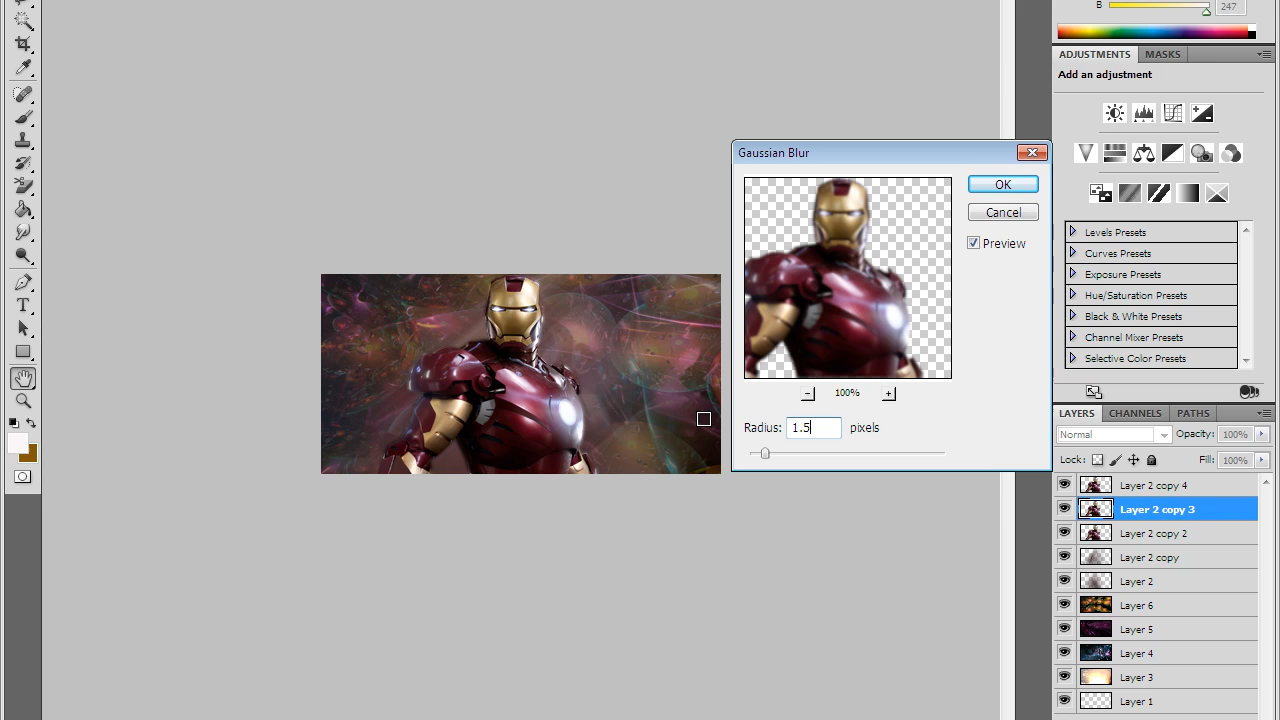 B 247
ADJUSTMENTS MASKS
Add an adjustment
Gaussian Blur
OK
Cancel
Preview
Levels Presets
Curves Presets
Exposure Presets
Hue/Saturation Presets
Black & White Presets
Channel Mixer Presets
Selective Color Presets
- 100% +
Radius: 1.5 pixels
LAYERS CHANNELS PATHS
Normal Opacity: 100%
Lock: Fill: 100%
Layer 2 copy 4
Layer 2 copy 3
Layer 2 copy 2
Layer 2 copy
Layer 2
Layer 6
Layer 5
Layer 4
Layer 3
Layer 1